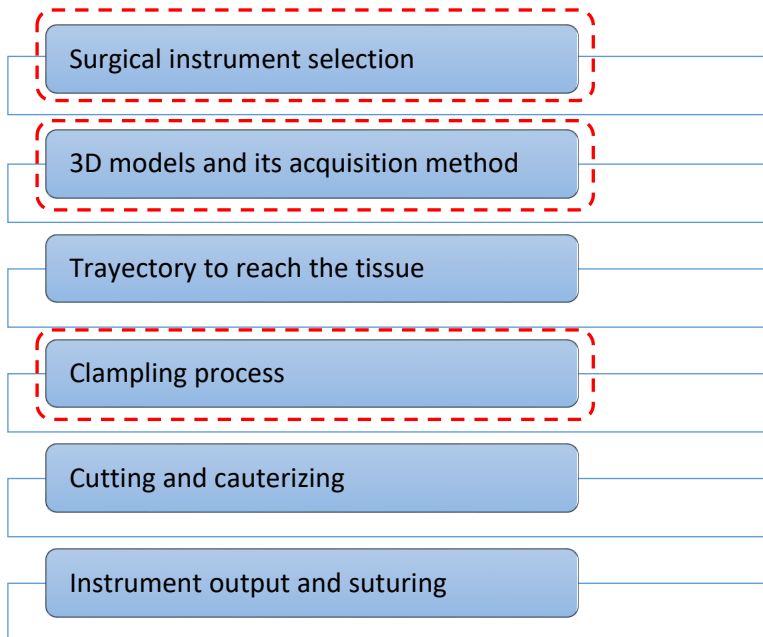 Surgical instrument selection
3D models and its acquisition method
Trayectory to reach the tissue
Clampling process
Cutting and cauterizing
Instrument output and suturing